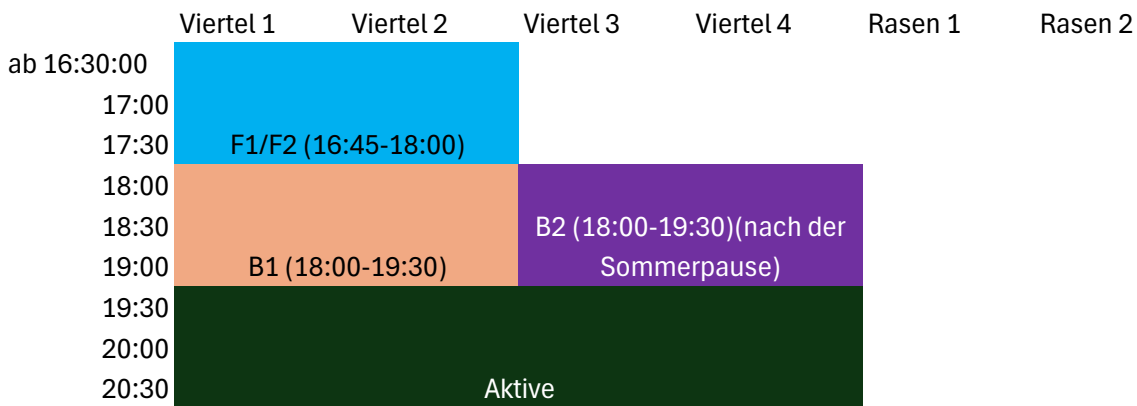 Viertel 1 Viertel 2 Viertel 3 Viertel 4 Rasen 1 Rasen 2
ab 16:30:00
17:00
17:30 F1/F2 (16:45-18:00)
18:00
18:30 B2 (18:00-19:30)(nach der
19:00 B1 (18:00-19:30) Sommerpause)
19:30
20:00
20:30 Aktive